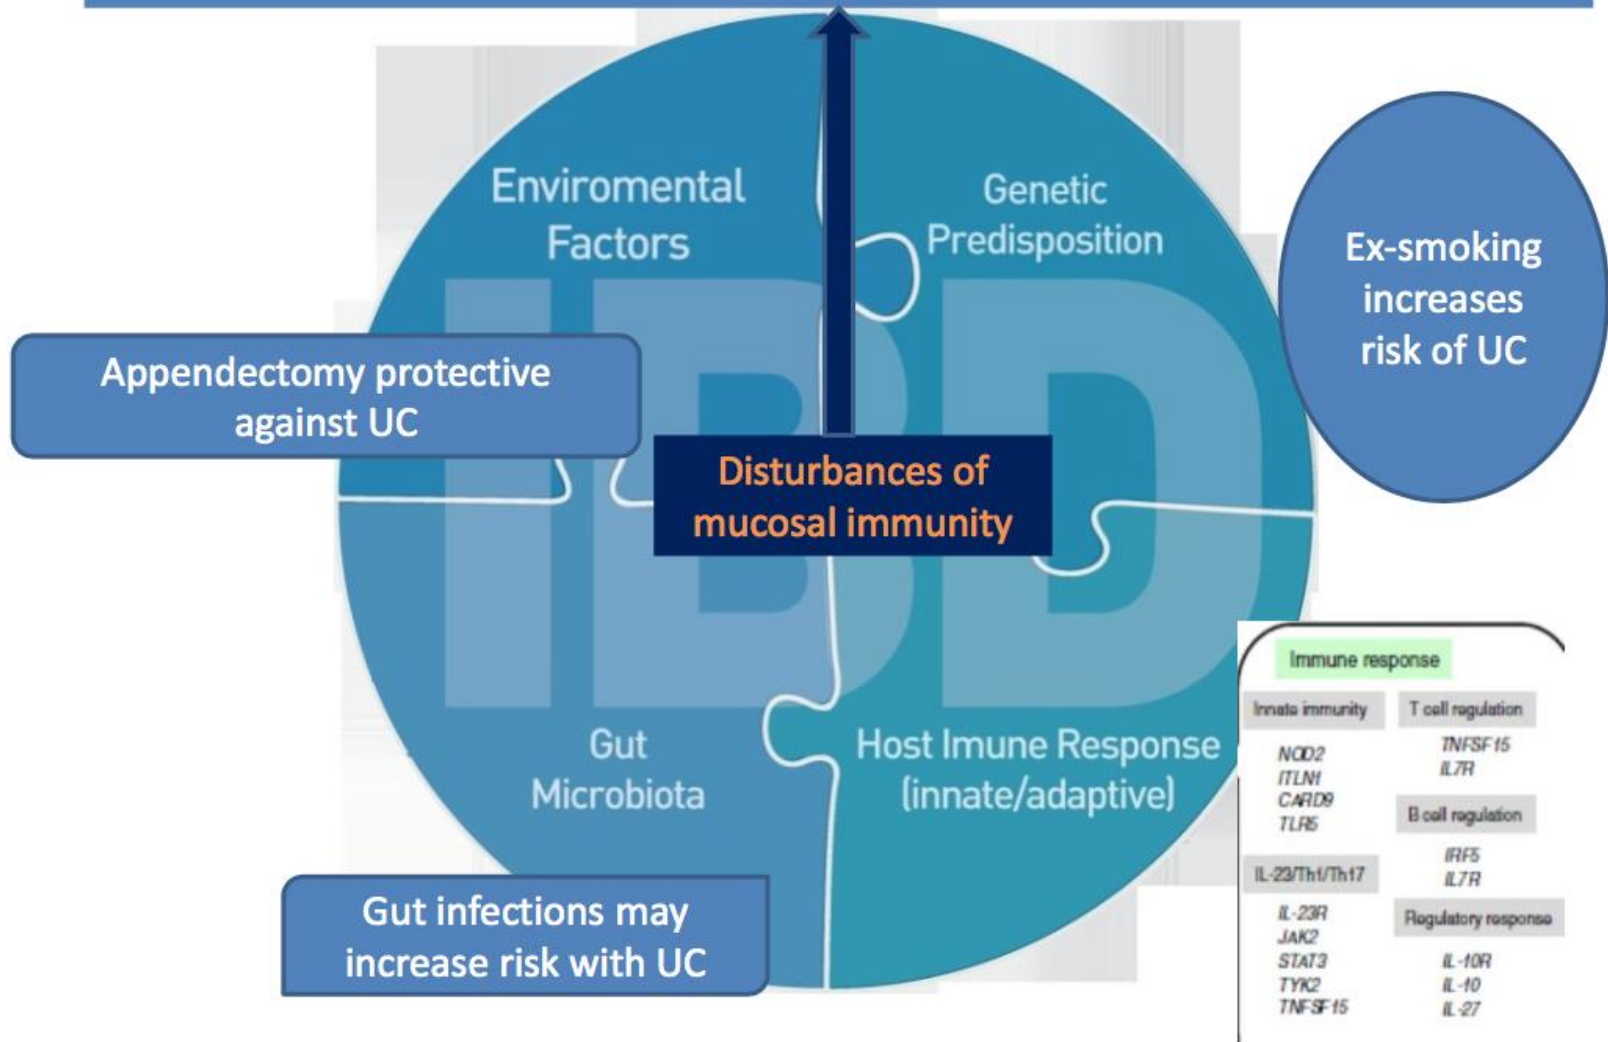 Enviromental
Factors
Genetic
Predisposition
Ex-smoking
increases
risk of UC
Appendectomy protective
against UC
IBD
Disturbances of
mucosal immunity
Gut
Microbiota
Host Imune Response
(innate/adaptive)
Gut infections may
increase risk with UC
Immune response
Innate immunity
NOD2
ITLN1
CARD9
TLR5
IL-23/Th1/Th17
IL-23R
JAK2
STAT3
TYK2
TNFSF15
T cell regulation
TNFSF15
IL7R
B cell regulation
IRF5
IL7R
Regulatory response
IL-10R
IL-10
IL-27